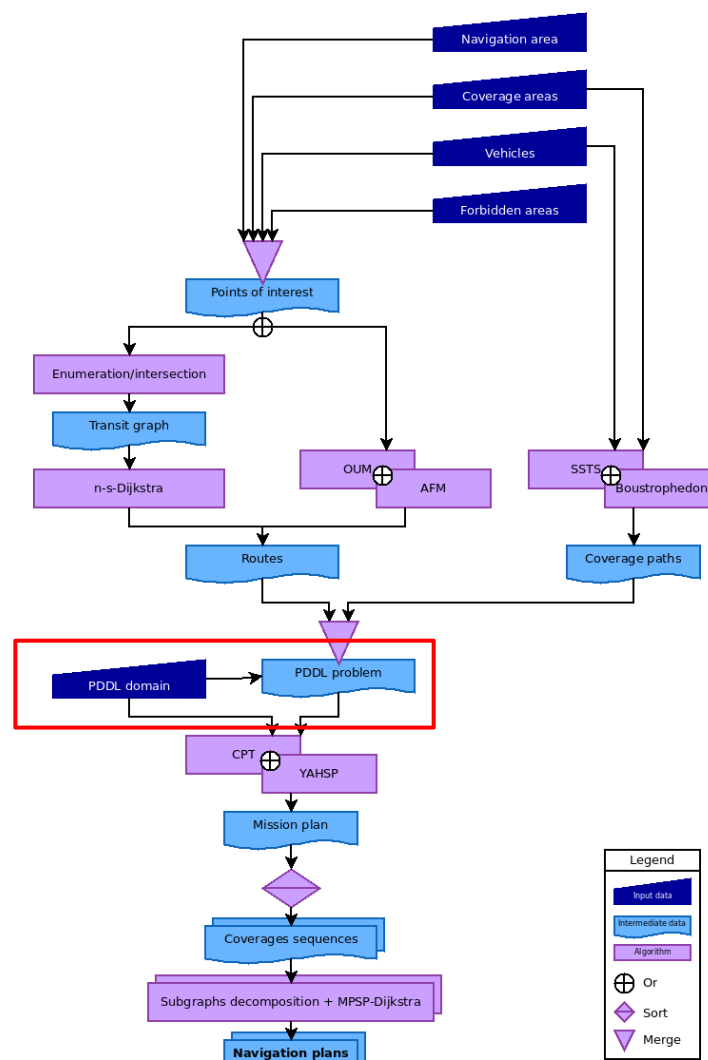 Navigation area
Coverage areas
Vehicles
Forbidden areas
Points of interest
Enumeration/intersection
Transit graph
OUM
SSTS
n-s-Dijkstra
AFM
Boustrophedon
Routes
Coverage paths
PDDL domain
PDDL problem
CPT
YAHSP
Mission plan
Coverages sequences
Subgraphs decomposition + MPSP-Dijkstra
Navigation plans
Legend
Input data
Intermediate data
Algorithm
Or
Sort
Merge